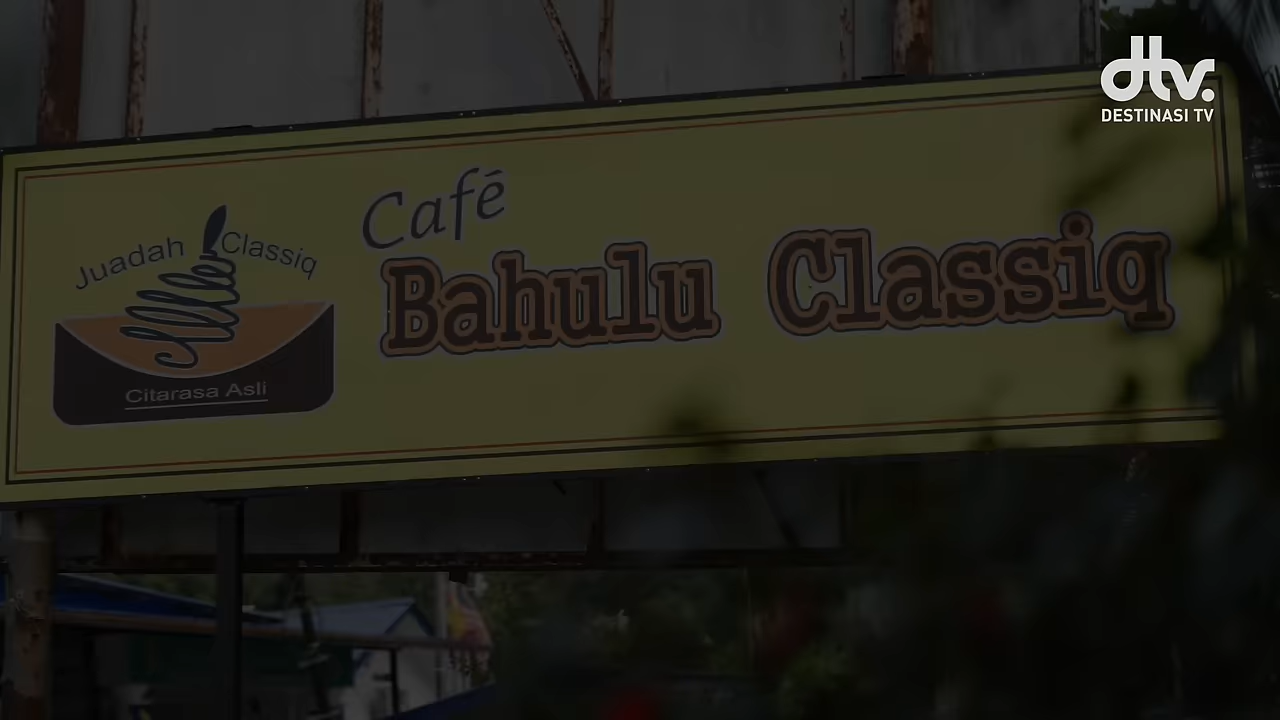 dtv.
DESTINASI TV
Juadah Classiq
Citarasa Asli
Café
Bahulu Classiq